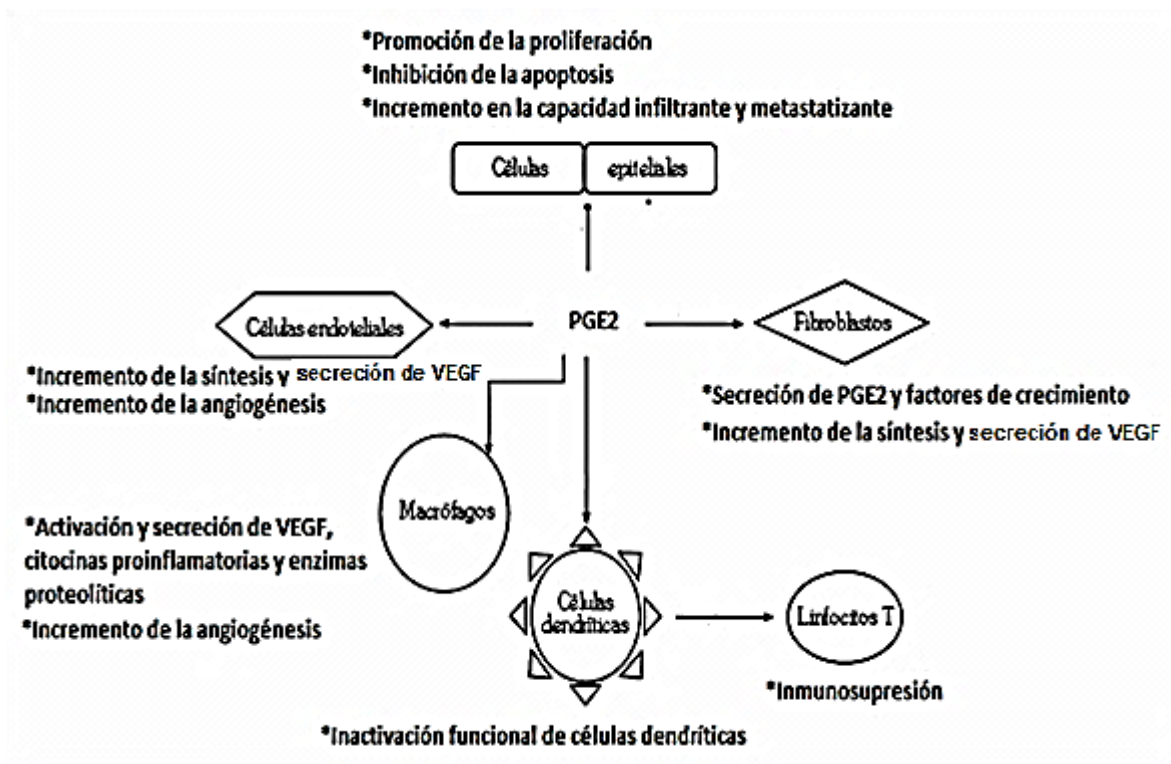 *Promoción de la proliferación
*Inhibición de la apoptosis
*Incremento en la capacidad infiltrante y metastatizante
Células epiteliales
Células endoteliales
PGE2
Fibroblastos
*Incremento de la síntesis y secreción de VEGF
*Incremento de la angiogénesis
*Secreción de PGE2 y factores de crecimiento
*Incremento de la síntesis y secreción de VEGF
Macrófagos
*Activación y secreción de VEGF,
citocinas proinflamatorias y enzimas
proteolíticas
*Incremento de la angiogénesis
Células
dendríticas
Linfocitos T
*Inmunosupresión
*Inactivación funcional de células dendríticas